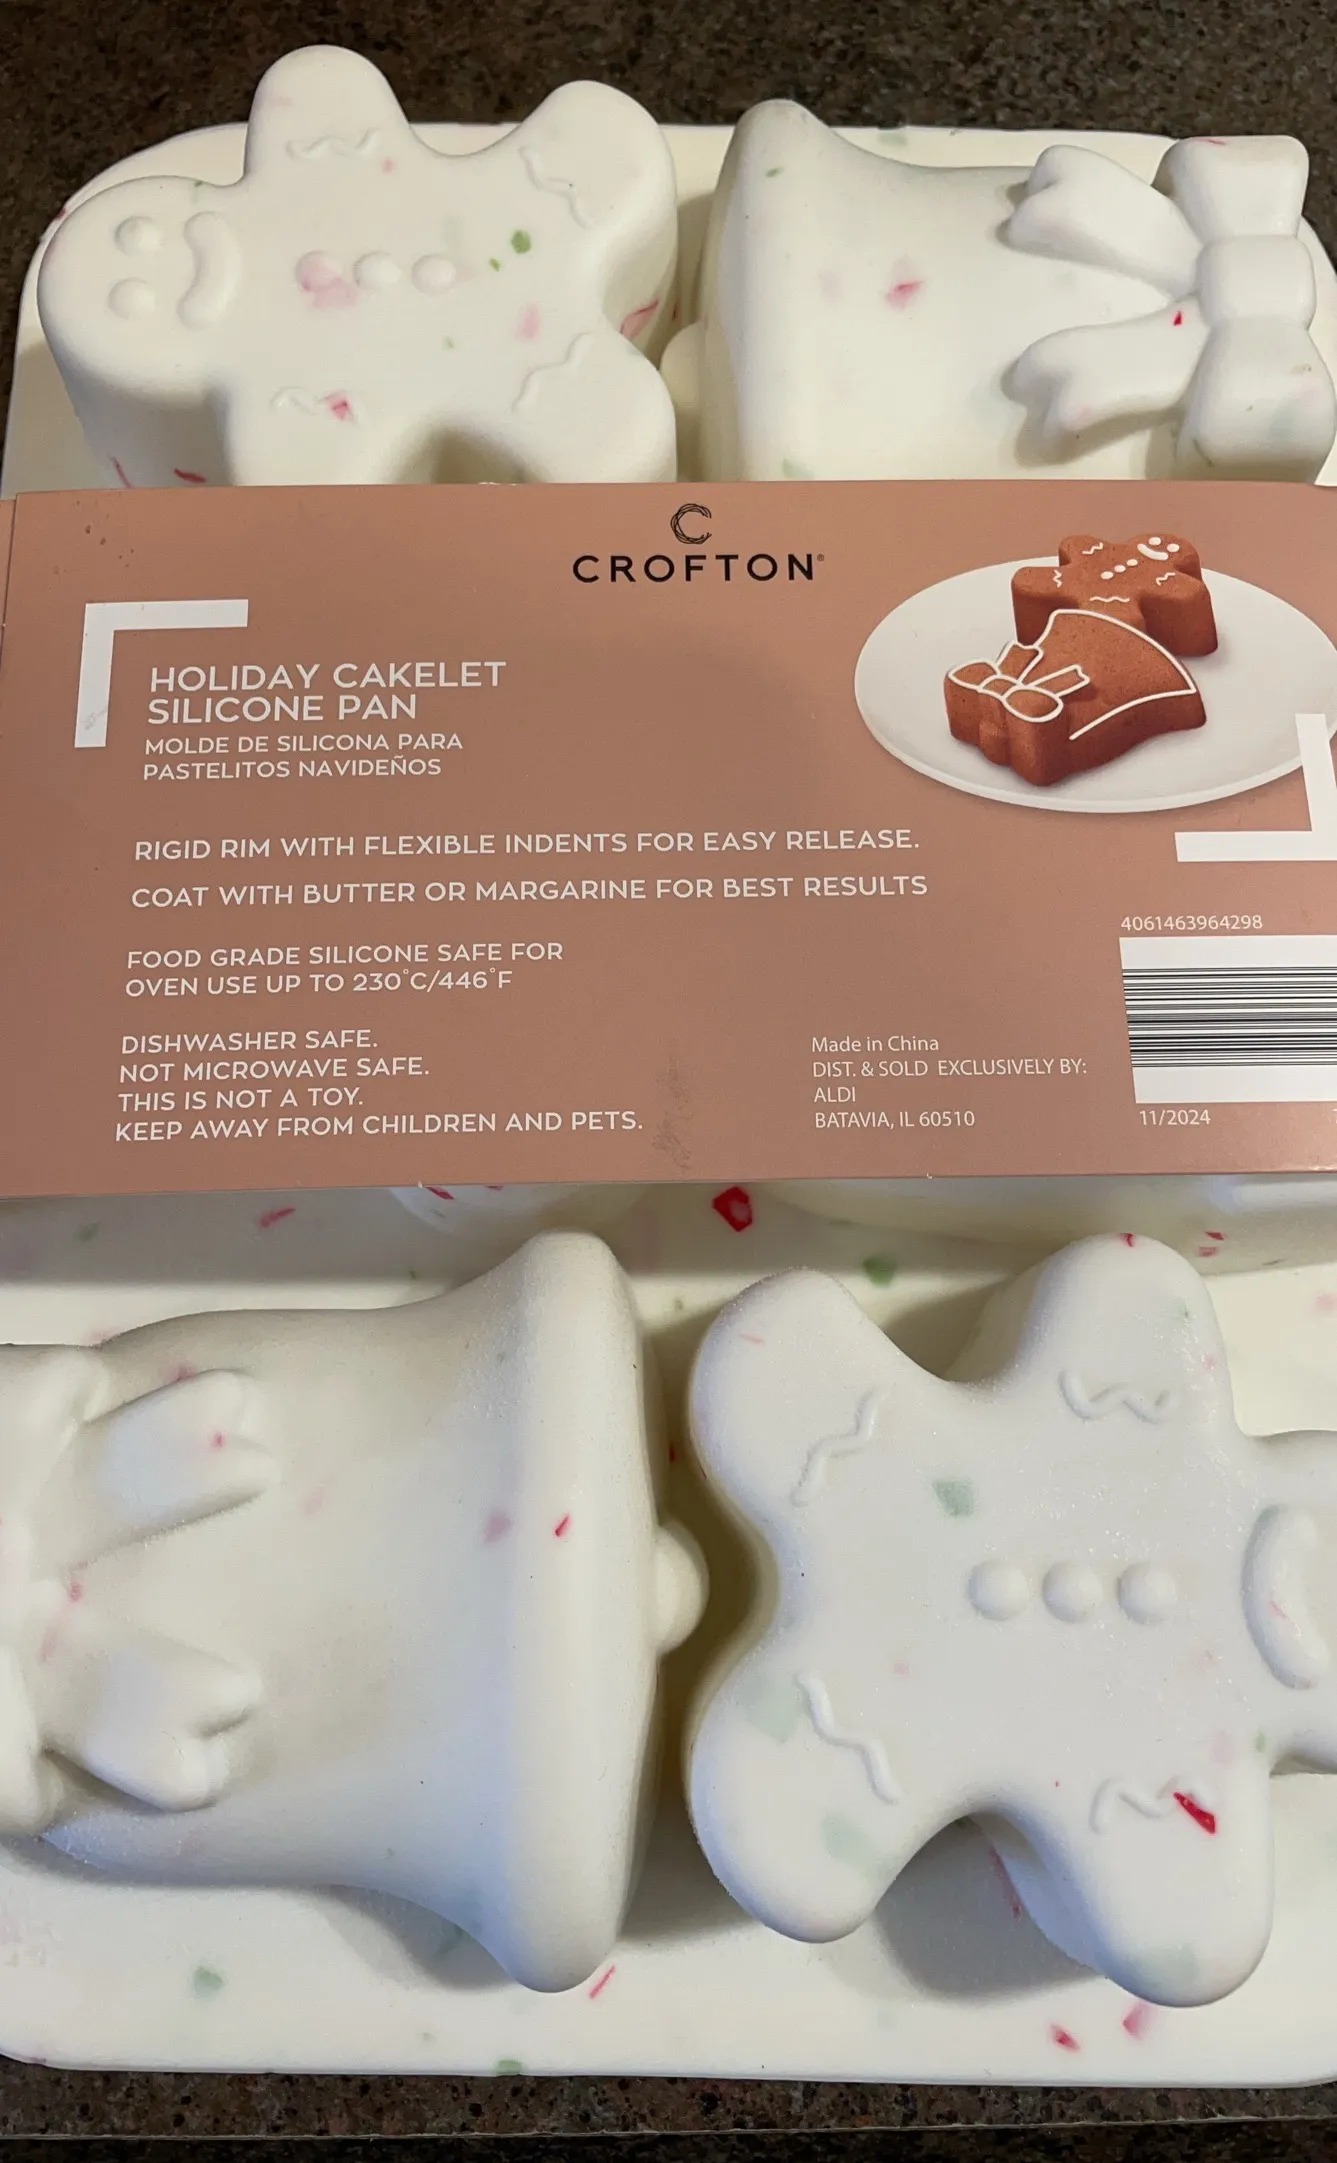 CROFTON®
HOLIDAY CAKELET
SILICONE PAN
MOLDE DE SILICONA PARA
PASTELITOS NAVIDEÑOS
RIGID RIM WITH FLEXIBLE INDENTS FOR EASY RELEASE.
COAT WITH BUTTER OR MARGARINE FOR BEST RESULTS
FOOD GRADE SILICONE SAFE FOR
OVEN USE UP TO 230°C/446°F
DISHWASHER SAFE.
NOT MICROWAVE SAFE.
THIS IS NOT A TOY.
KEEP AWAY FROM CHILDREN AND PETS.
Made in China
DIST. & SOLD EXCLUSIVELY BY:
ALDI
BATAVIA, IL 60510
4061463964298
11/2024